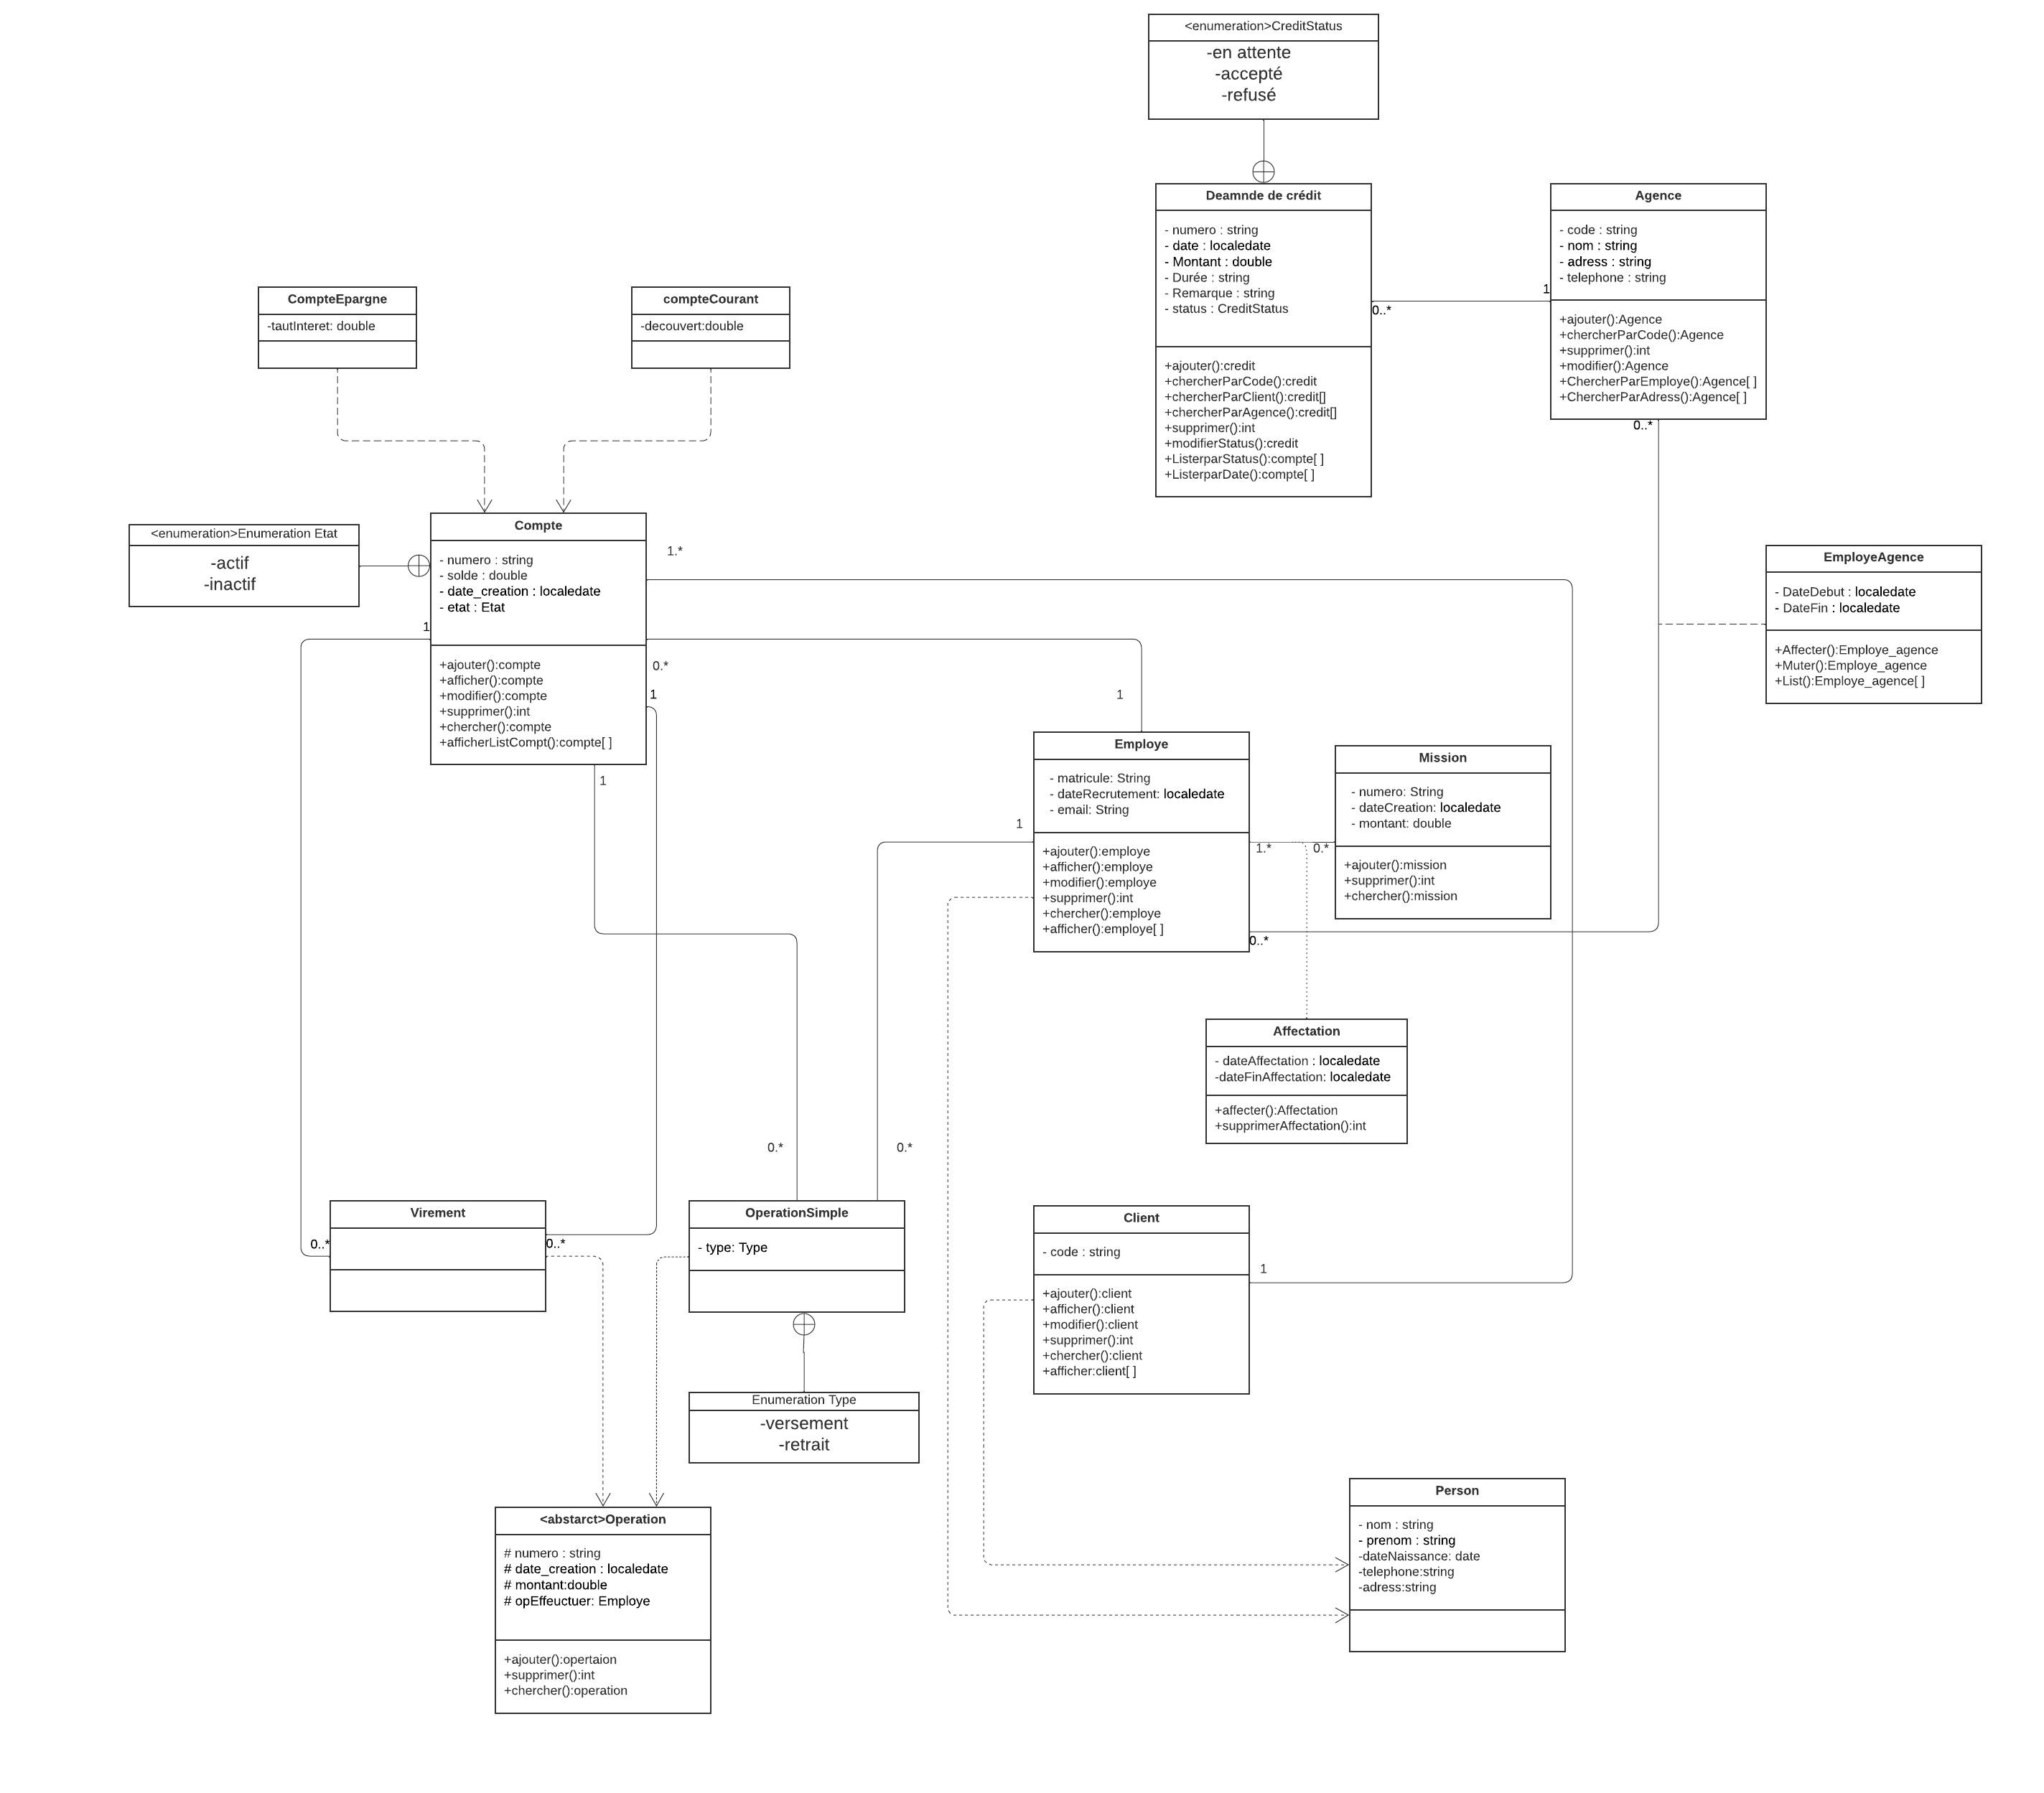 <enumeration>CreditStatus
-en attente
-accepté
-refusé
Deamnde de crédit
- numero : string
- date : localedate
- Montant : double
- Durée : string
- Remarque : string
- status : CreditStatus
+ajouter():credit
+chercherParCode():credit
+chercherParClient():credit[]
+chercherParAgence():credit[]
+supprimer():int
+modifierStatus():credit
+ListerparStatus():compte[ ]
+ListerparDate():compte[ ]
0..*
1
Agence
- code : string
- nom : string
- adress : string
- telephone : string
+ajouter():Agence
+chercherParCode():Agence
+supprimer():int
+modifier():Agence
+ChercherParEmploye():Agence[ ]
+ChercherParAdress():Agence[ ]
0..*
CompteEpargne
-tautInteret: double
compteCourant
-decouvert:double
<enumeration>Enumeration Etat
-actif
-inactif
Compte
- numero : string
- solde : double
- date_creation : localedate
- etat : Etat
+ajouter():compte
+afficher():compte
+modifier():compte
+supprimer():int
+chercher():compte
+afficherListCompt():compte[ ]
1.*
1
0.*
1
1
1
EmployeAgence
- DateDebut : localedate
- DateFin : localedate
+Affecter():Employe_agence
+Muter():Employe_agence
+List():Employe_agence[ ]
Employe
- matricule: String
- dateRecrutement: localedate
- email: String
+ajouter():employe
+afficher():employe
+modifier():employe
+supprimer():int
+chercher():employe
+afficher():employe[ ]
1
1.*
0.*
0..*
Mission
- numero: String
- dateCreation: localedate
- montant: double
+ajouter():mission
+supprimer():int
+chercher():mission
Affectation
- dateAffectation : localedate
-dateFinAffectation: localedate
+affecter():Affectation
+supprimerAffectation():int
0.*
0.*
Virement
0..*
0..*
OperationSimple
- type: Type
Enumeration Type
-versement
-retrait
Client
- code : string
+ajouter():client
+afficher():client
+modifier():client
+supprimer():int
+chercher():client
+afficher:client[ ]
1
<abstarct>Operation
# numero : string
# date_creation : localedate
# montant:double
# opEffeuctuer: Employe
+ajouter():opertaion
+supprimer():int
+chercher():operation
Person
- nom : string
- prenom : string
-dateNaissance: date
-telephone:string
-adress:string